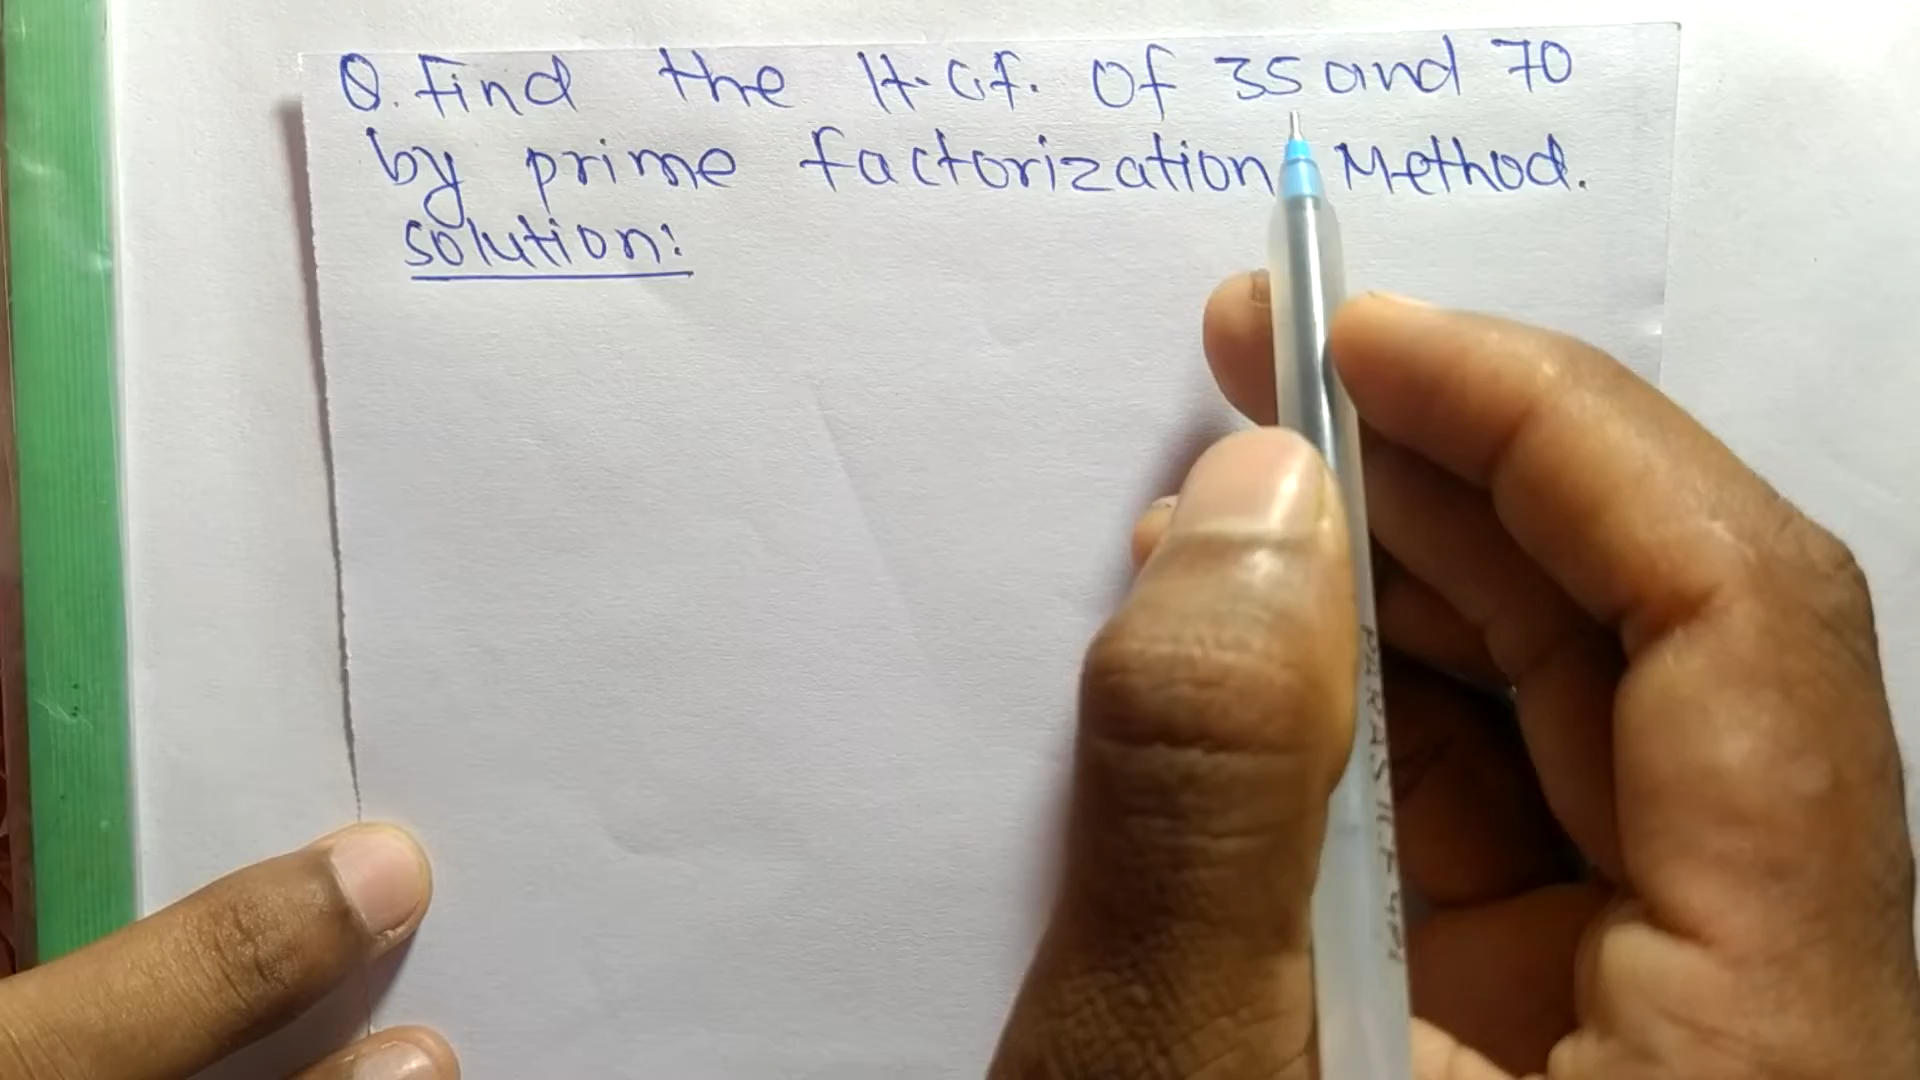 Q. Find the H.C.F. Of 35 and 70
by prime factorization Method.
solution: